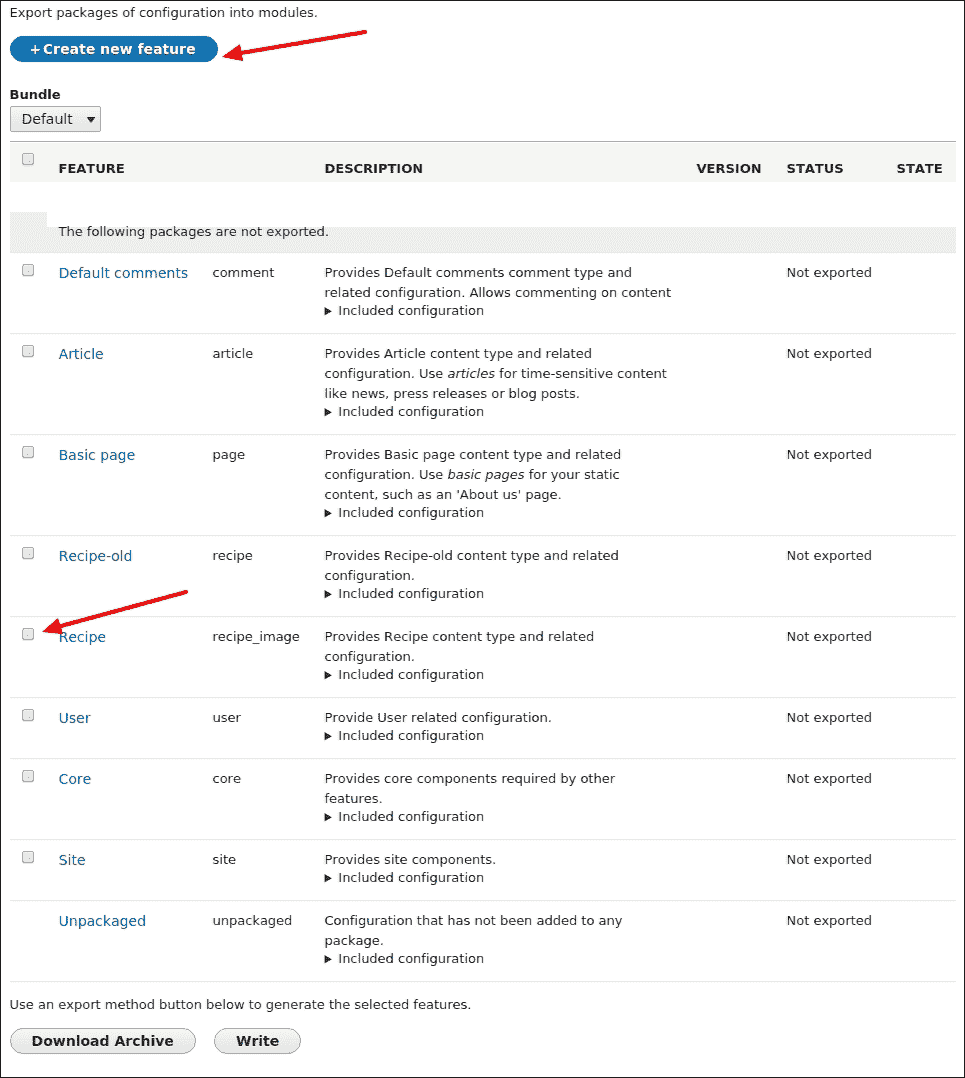 Export packages of configuration into modules.
+Create new feature
Bundle
Default
FEATURE DESCRIPTION VERSION STATUS STATE
The following packages are not exported.
Default comments comment Provides Default comments comment type and Not exported
related configuration. Allows commenting on content
Included configuration
Article article Provides Article content type and related Not exported
configuration. Use articles for time-sensitive content
like news, press releases or blog posts.
Included configuration
Basic page page Provides Basic page content type and related Not exported
configuration. Use basic pages for your static
content, such as an 'About us' page.
Included configuration
Recipe-old recipe Provides Recipe-old content type and related Not exported
configuration.
Included configuration
Recipe recipe_image Provides Recipe content type and related Not exported
configuration.
Included configuration
User user Provide User related configuration. Not exported
Included configuration
Core core Provides core components required by other Not exported
features.
Included configuration
Site site Provides site components. Not exported
Included configuration
Unpackaged unpackaged Configuration that has not been added to any Not exported
package.
Included configuration
Use an export method button below to generate the selected features.
Download Archive Write